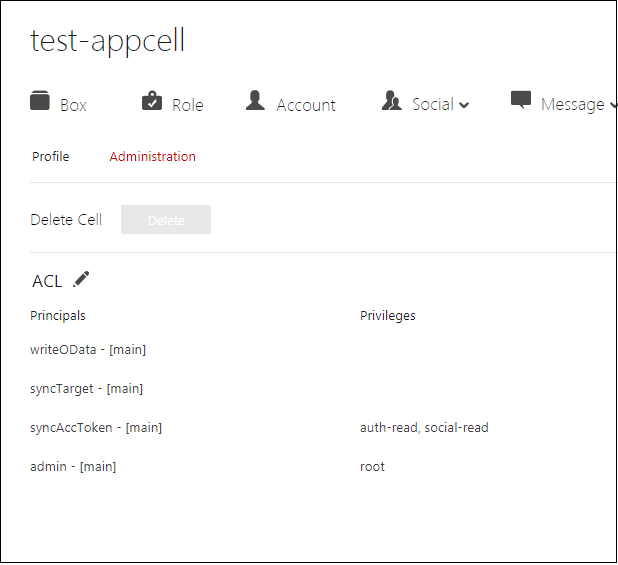 test-appcell
Box Role Account Social Message
Profile Administration
Delete Cell Delete
ACL
Principals Privileges
writeOData - [main]
syncTarget - [main]
syncAccToken - [main] auth-read, social-read
admin - [main] root